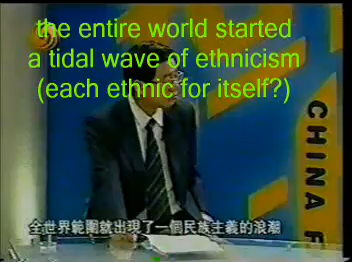 the entire world started
a tidal wave of ethnicism
(each ethnic for itself?)
CHINA F
全世界範圍就出現了一個民族主義的浪潮